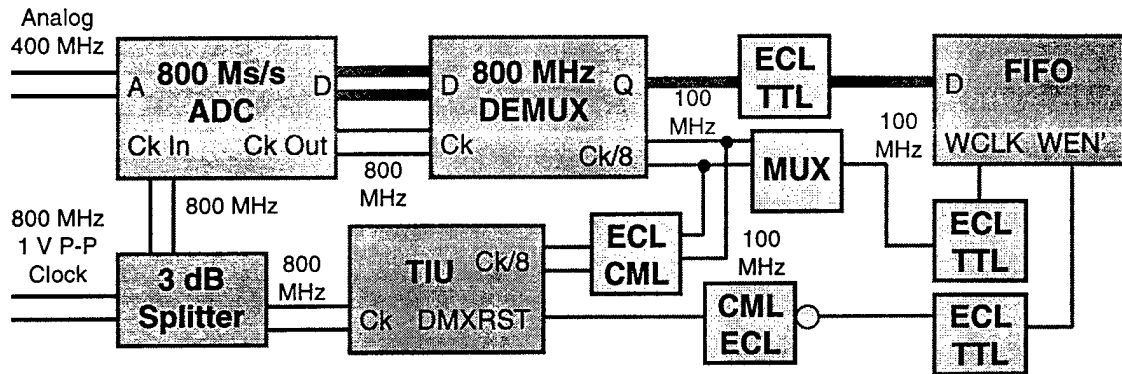 Analog
400 MHz
A
800 Ms/s
ADC
D
Ck In
Ck Out
D
800 MHz
DEMUX
Q
Ck
Ck/8
100
MHz
ECL
TTL
D
FIFO
WCLK WEN'
100
MHz
MUX
800
MHz
800 MHz
800 MHz
1 V P-P
Clock
3 dB
Splitter
800
MHz
TIU
Ck/8
Ck
DMXRST
ECL
CML
100
MHz
CML
ECL
ECL
TTL
ECL
TTL